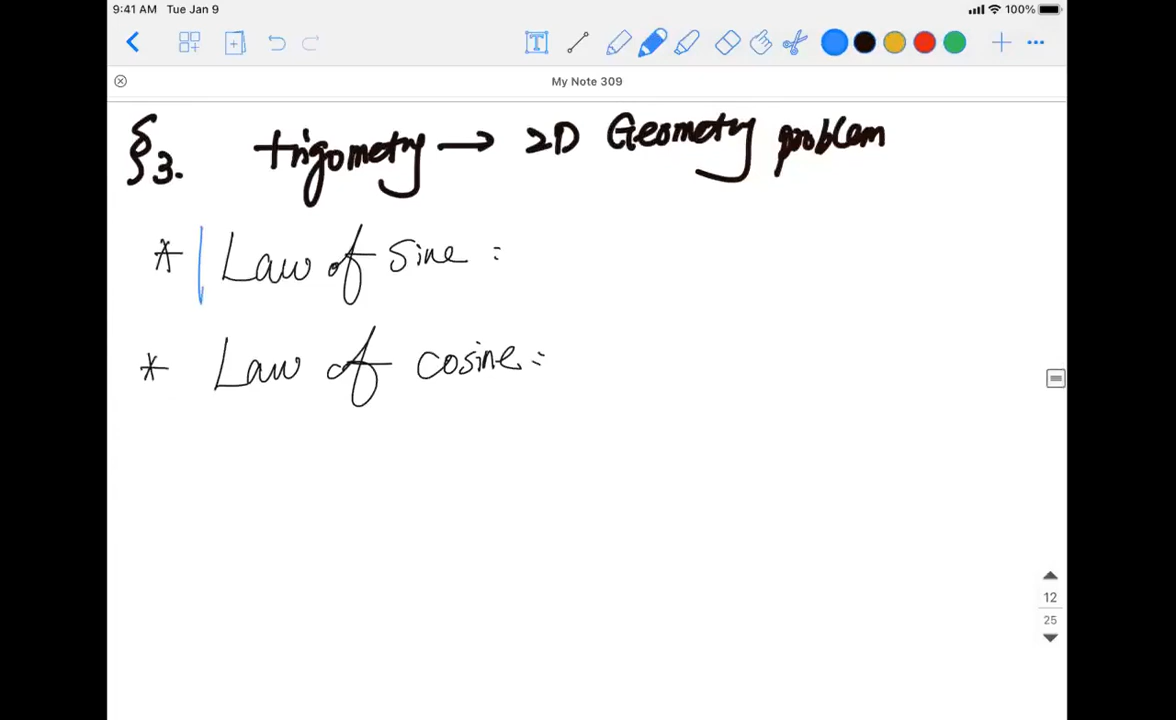 9:41 AM Tue Jan 9 100%
My Note 309
§3. trigometry → 2D Geometry problem
* Law of Sine :
* Law of cosine :
12
25